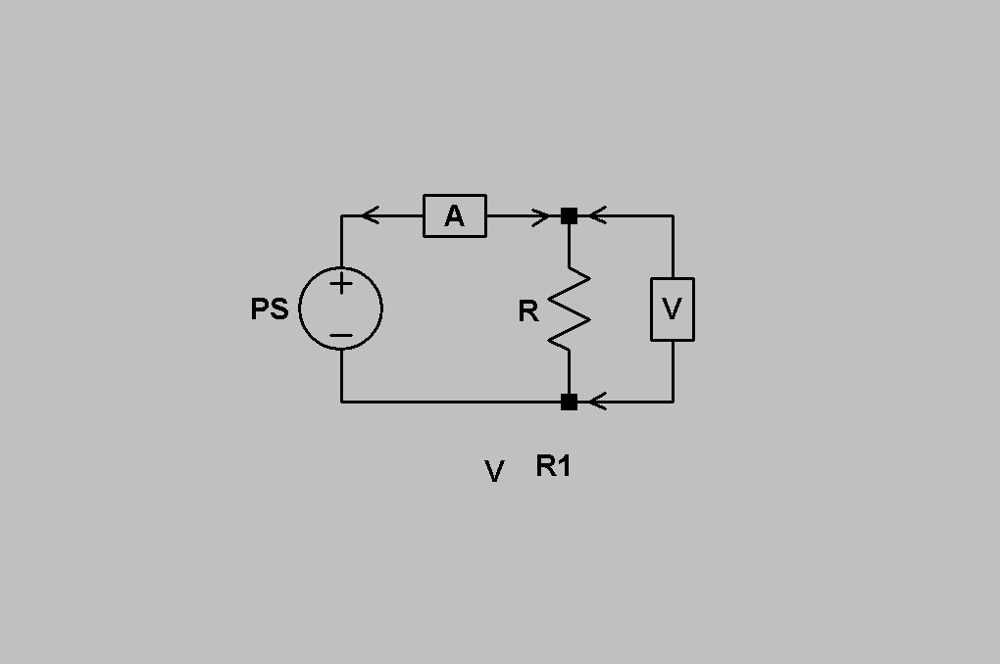 A
PS + − R V
V R1